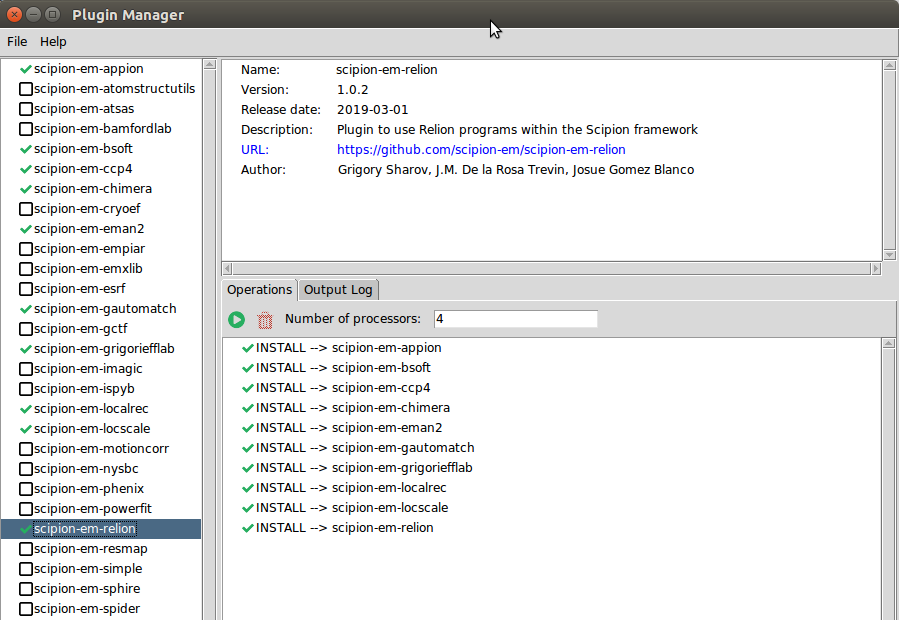 Plugin Manager
File Help
scipion-em-appion
scipion-em-atomstructutils
scipion-em-atsas
scipion-em-bamfordlab
scipion-em-bsoft
scipion-em-ccp4
scipion-em-chimera
scipion-em-cryoef
scipion-em-eman2
scipion-em-empiar
scipion-em-emxlib
scipion-em-esrf
scipion-em-gautomatch
scipion-em-gctf
scipion-em-grigoriefflab
scipion-em-imagic
scipion-em-ispyb
scipion-em-localrec
scipion-em-locscale
scipion-em-motioncorr
scipion-em-nysbc
scipion-em-phenix
scipion-em-powerfit
scipion-em-relion
scipion-em-resmap
scipion-em-simple
scipion-em-sphire
scipion-em-spider
Name: scipion-em-relion
Version: 1.0.2
Release date: 2019-03-01
Description: Plugin to use Relion programs within the Scipion framework
URL: https://github.com/scipion-em/scipion-em-relion
Author: Grigory Sharov, J.M. De la Rosa Trevin, Josue Gomez Blanco
Operations Output Log
Number of processors: 4
INSTALL --> scipion-em-appion
INSTALL --> scipion-em-bsoft
INSTALL --> scipion-em-ccp4
INSTALL --> scipion-em-chimera
INSTALL --> scipion-em-eman2
INSTALL --> scipion-em-gautomatch
INSTALL --> scipion-em-grigoriefflab
INSTALL --> scipion-em-localrec
INSTALL --> scipion-em-locscale
INSTALL --> scipion-em-relion